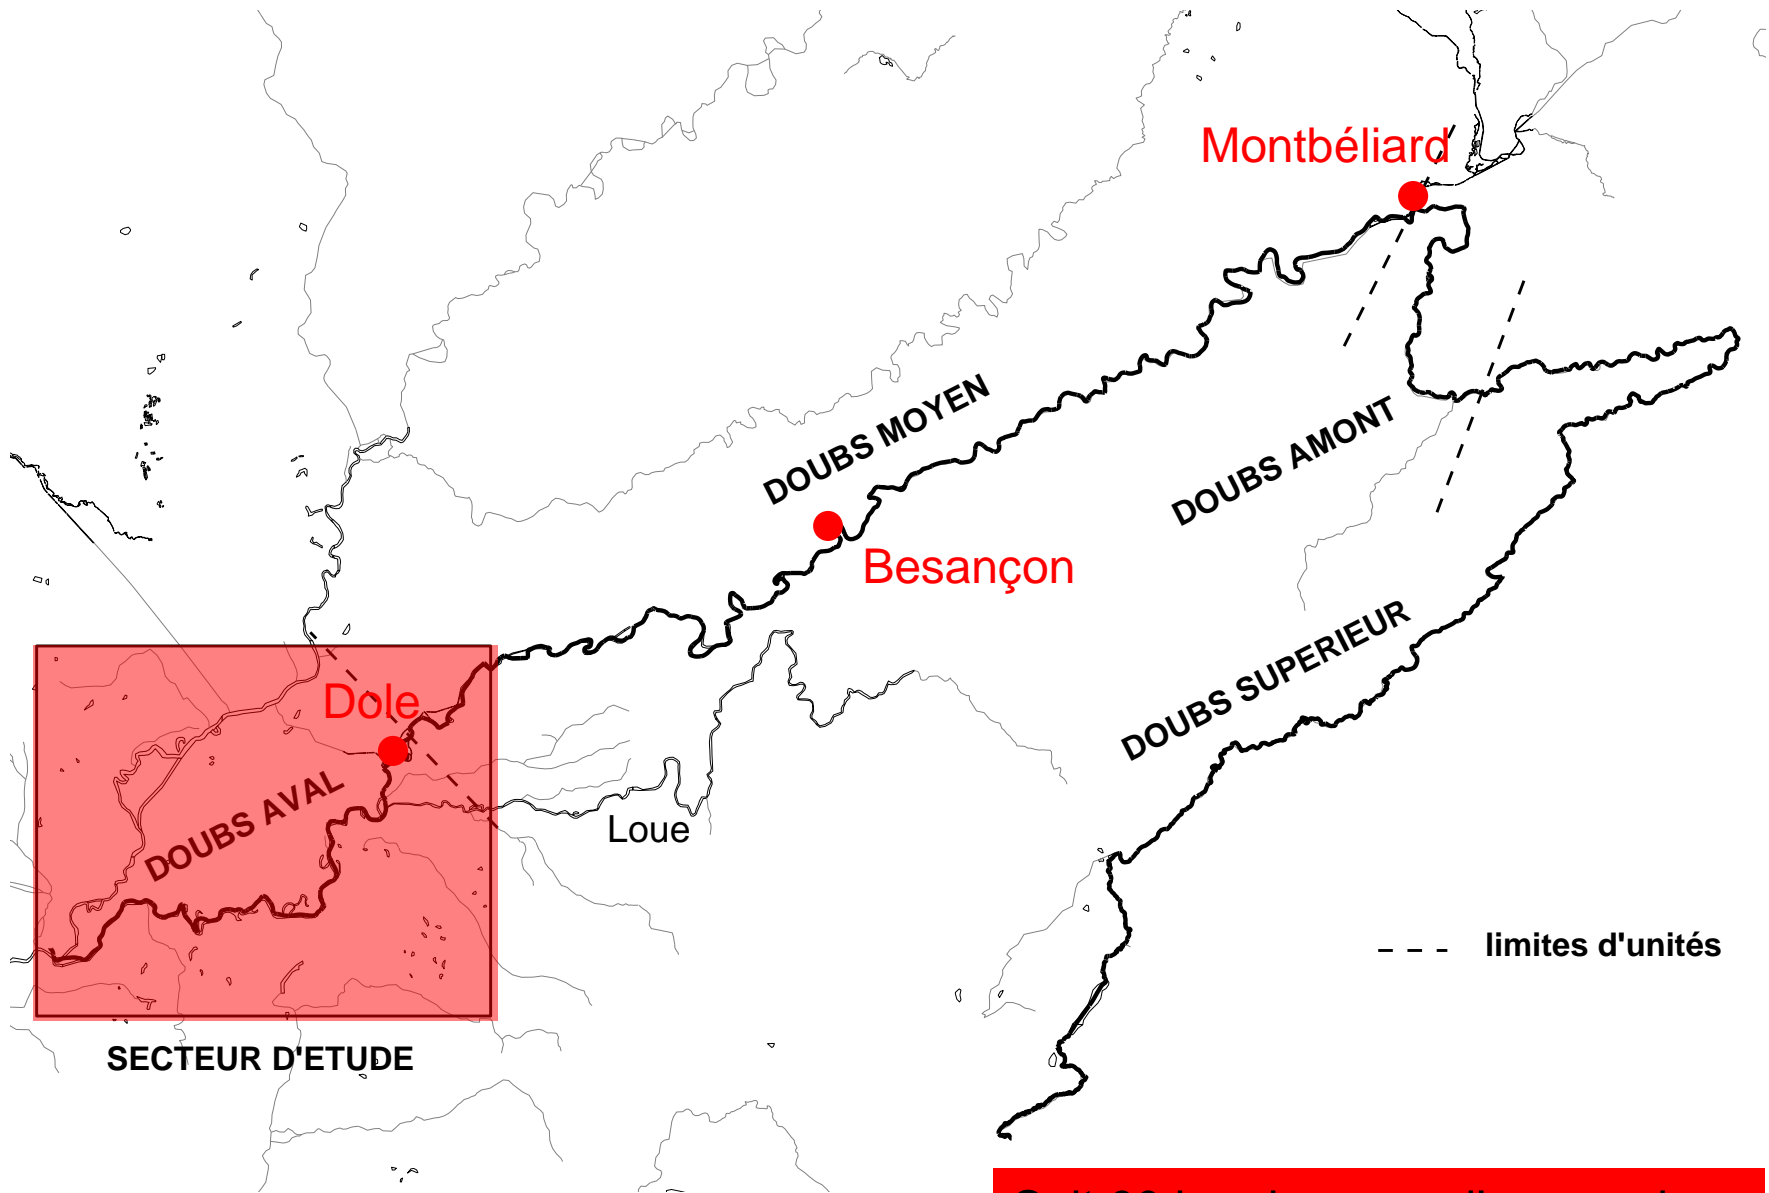 Montbéliard
DOUBS MOYEN
DOUBS AMONT
Besançon
DOUBS SUPERIEUR
Dole
DOUBS AVAL
Loue
limites d'unités
SECTEUR D'ETUDE